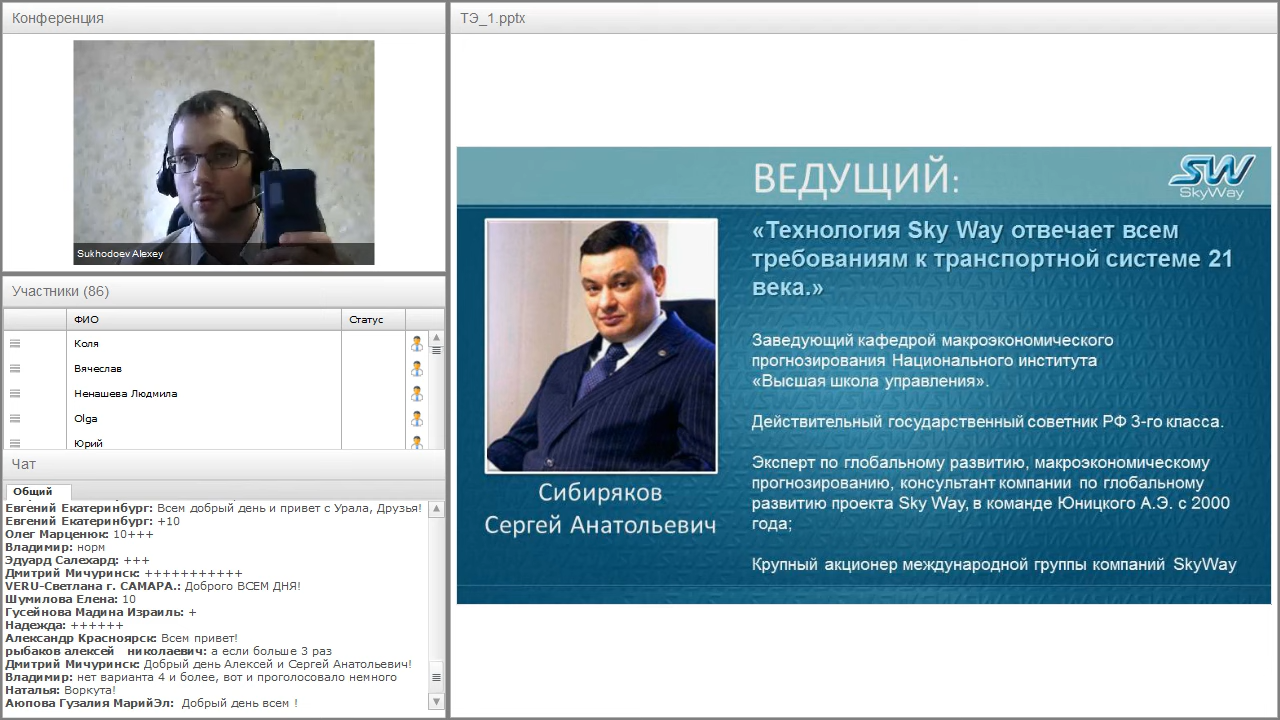 Конференция
Sukhodoev Alexey
Участники (86)
ФИО
Статус
Коля
Вячеслав
Ненашева Людмила
Olga
Юрий
Чат
Общий
Евгений Екатеринбург: Всем добрый день и привет с Урала, Друзья!
Евгений Екатеринбург: +10
Олег Марценюк: 10+++
Владимир: норм
Эдуард Салехард: +++
Дмитрий Мичуринск: +++++++++++
VERU-Светлана г. САМАРА.: Доброго ВСЕМ ДНЯ!
Шумилова Елена: 10
Гусейнова Мадина Израиль: +
Надежда: ++++++
Александр Красноярск: Всем привет!
рыбаков алексей николаевич: а если больше 3 раз
Дмитрий Мичуринск: Добрый день Алексей и Сергей Анатольевич!
Владимир: нет варианта 4 и более, вот и проголосовало немного
Наталья: Воркута!
Аюпова Гузалия МарийЭл: Добрый день всем !
ТЭ_1.pptx
ВЕДУЩИЙ:
SW
SkyWay
«Технология Sky Way отвечает всем
требованиям к транспортной системе 21
века.»
Заведующий кафедрой макроэкономического
прогнозирования Национального института
«Высшая школа управления».
Действительный государственный советник РФ 3-го класса.
Эксперт по глобальному развитию, макроэкономическому
прогнозированию, консультант компании по глобальному
развитию проекта Sky Way, в команде Юницкого А.Э. с 2000
года;
Крупный акционер международной группы компаний SkyWay
Сибиряков
Сергей Анатольевич